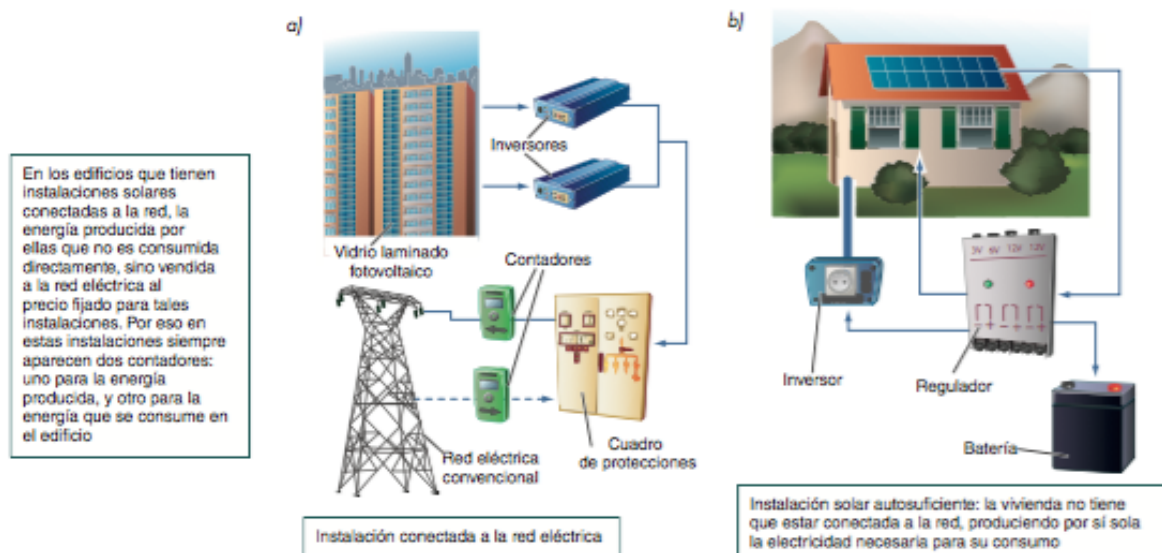 a)
b)
En los edificios que tienen
instalaciones solares
conectadas a la red, la
energía producida por
ellas que no es consumida
directamente, sino vendida
a la red eléctrica al
precio fijado para tales
instalaciones. Por eso en
estas instalaciones siempre
aparecen dos contadores:
uno para la energía
producida, y otro para la
energía que se consume en
el edificio
Inversores
Vidrio laminado
fotovoltaico
Contadores
Red eléctrica
convencional
Cuadro
de protecciones
Instalación conectada a la red eléctrica
3V 6V 12V 12V
Inversor
Regulador
Batería
Instalación solar autosuficiente: la vivienda no tiene
que estar conectada a la red, produciendo por sí sola
la electricidad necesaria para su consumo